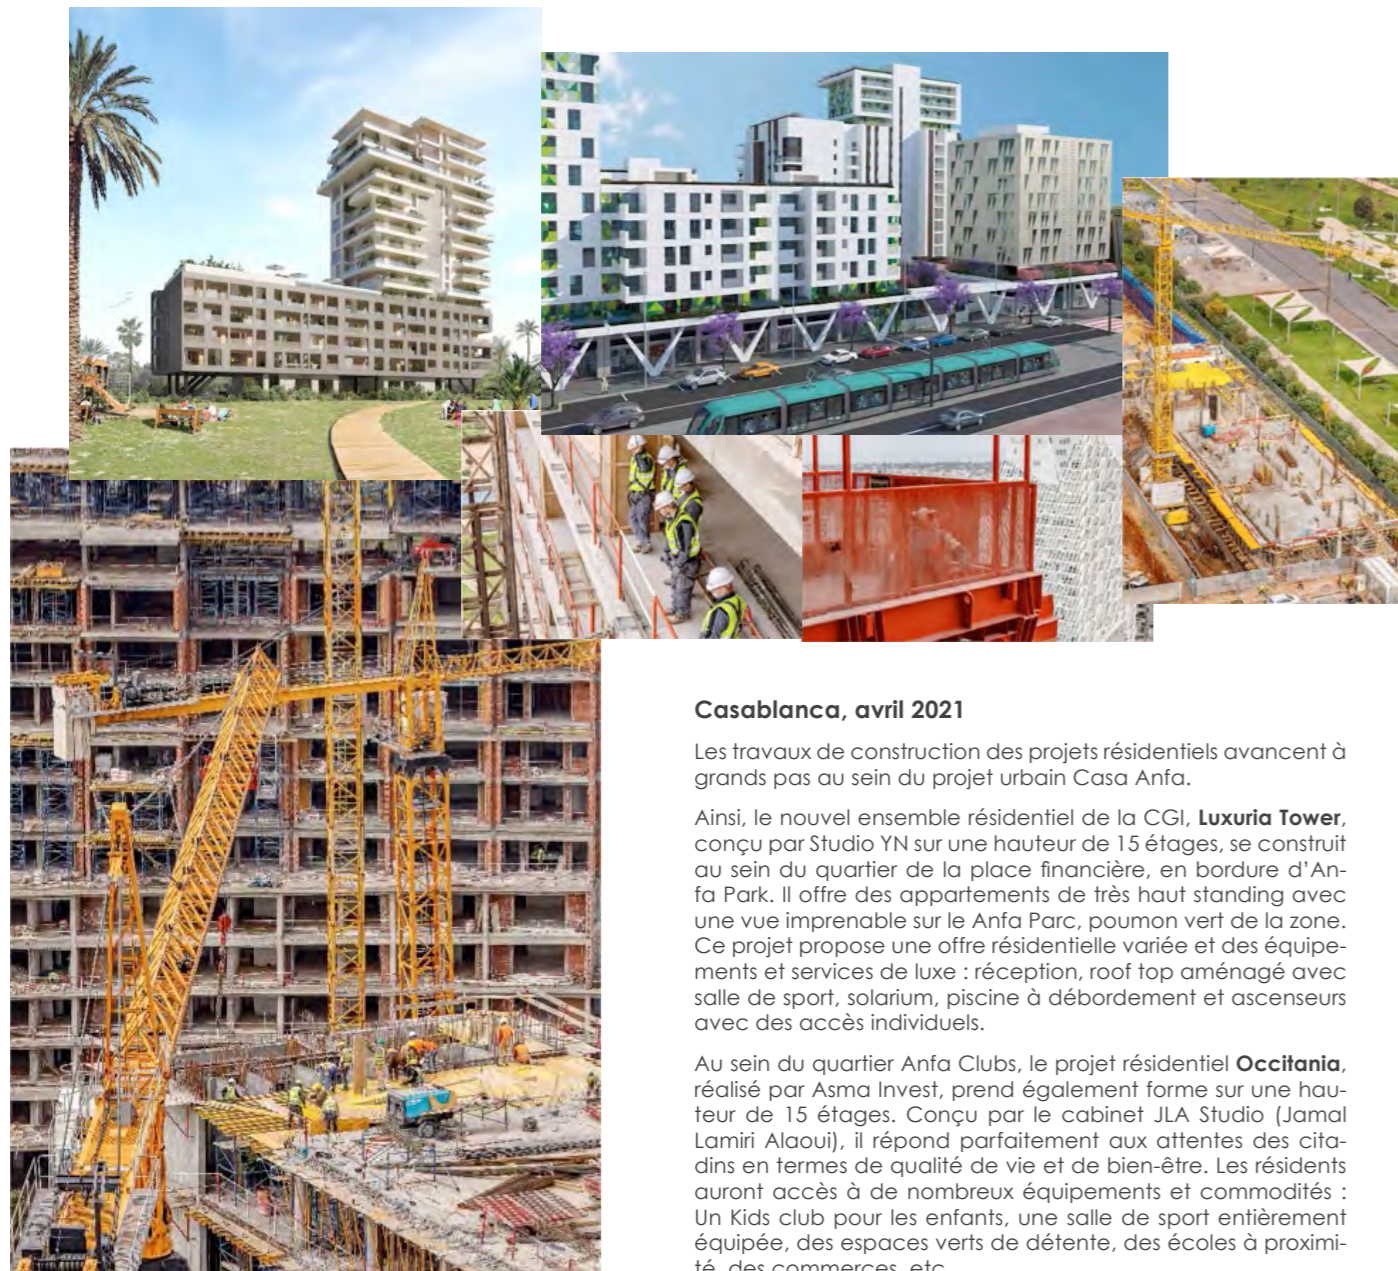 Casablanca, avril 2021
Les travaux de construction des projets résidentiels avancent à
grands pas au sein du projet urbain Casa Anfa.
Ainsi, le nouvel ensemble résidentiel de la CGI, Luxuria Tower,
conçu par Studio YN sur une hauteur de 15 étages, se construit
au sein du quartier de la place financière, en bordure d'An-
fa Park. Il offre des appartements de très haut standing avec
une vue imprenable sur le Anfa Parc, poumon vert de la zone.
Ce projet propose une offre résidentielle variée et des équipe-
ments et services de luxe : réception, roof top aménagé avec
salle de sport, solarium, piscine à débordement et ascenseurs
avec des accès individuels.
Au sein du quartier Anfa Clubs, le projet résidentiel Occitania,
réalisé par Asma Invest, prend également forme sur une hau-
teur de 15 étages. Conçu par le cabinet JLA Studio (Jamal
Lamiri Alaoui), il répond parfaitement aux attentes des cita-
dins en termes de qualité de vie et de bien-être. Les résidents
auront accès à de nombreux équipements et commodités :
Un Kids club pour les enfants, une salle de sport entièrement
équipée, des espaces verts de détente, des écoles à proximi-
té, des commerces, etc